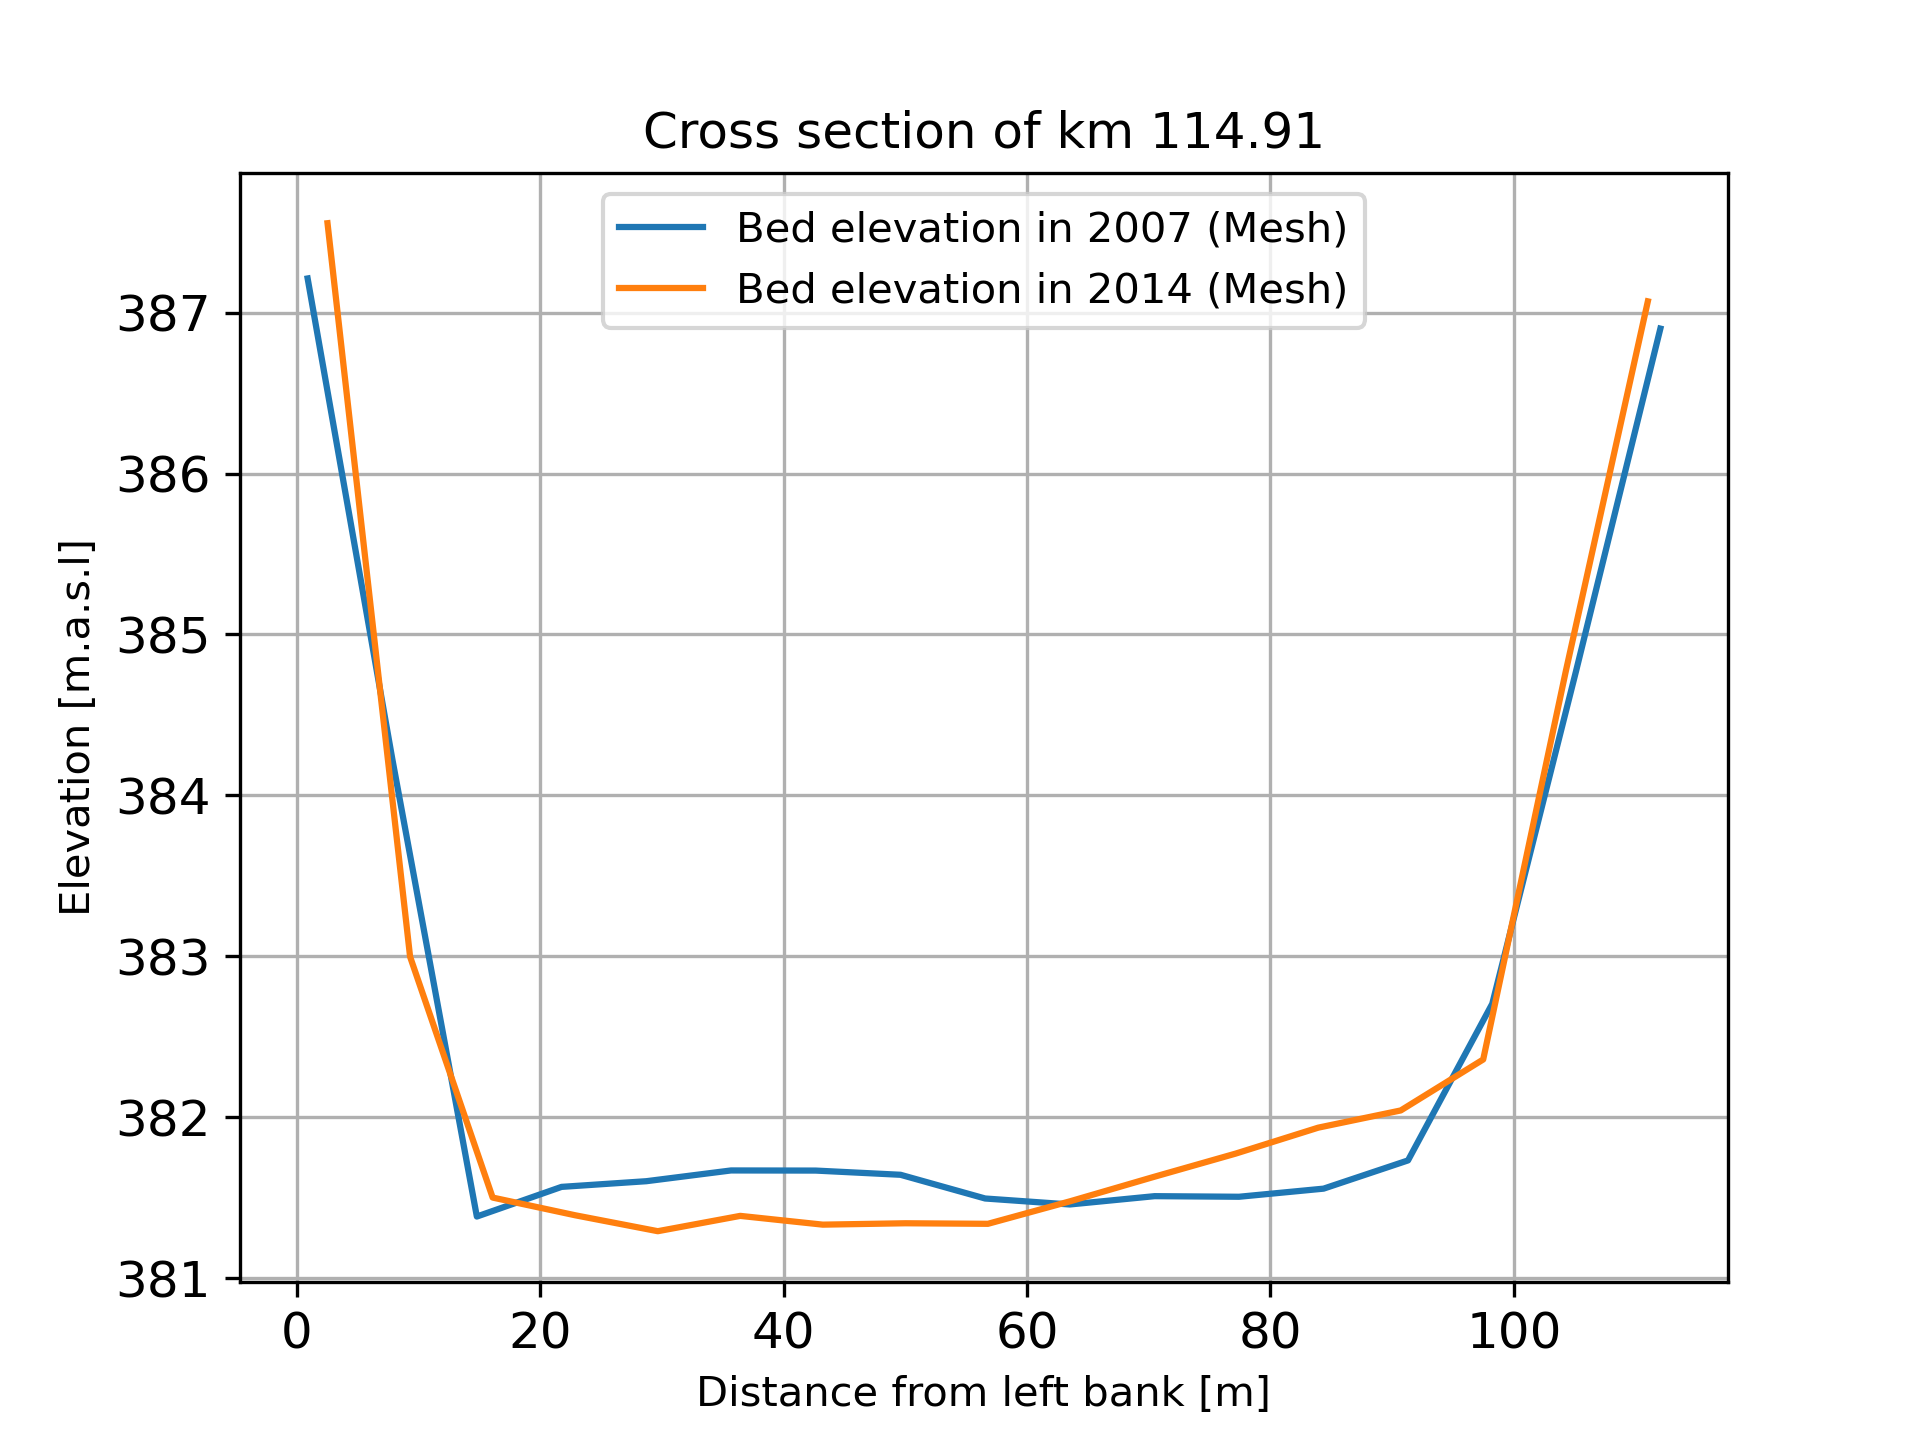 Cross section of km 114.91
Bed elevation in 2007 (Mesh)
Bed elevation in 2014 (Mesh)
387
386
385
384
383
382
381
Elevation [m.a.s.l]
0 20 40 60 80 100
Distance from left bank [m]